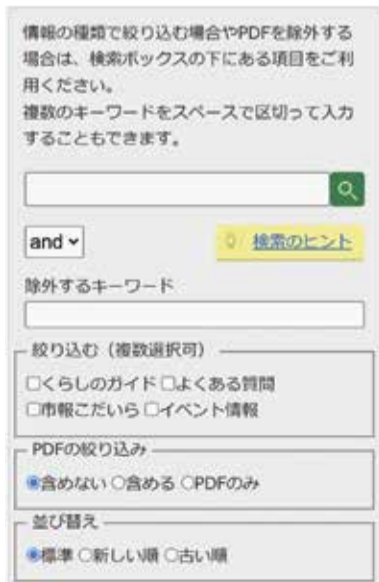 情報の種類で絞り込む場合やPDFを除外する
場合は、検索ボックスの下にある項目をご利
用ください。
複数のキーワードをスペースで区切って入力
することもできます。
and
検索のヒント
除外するキーワード
絞り込む（複数選択可）
くらしのガイド よくある質問
市報こだいら イベント情報
PDFの絞り込み
含めない 含める PDFのみ
並び替え
標準 新しい順 古い順